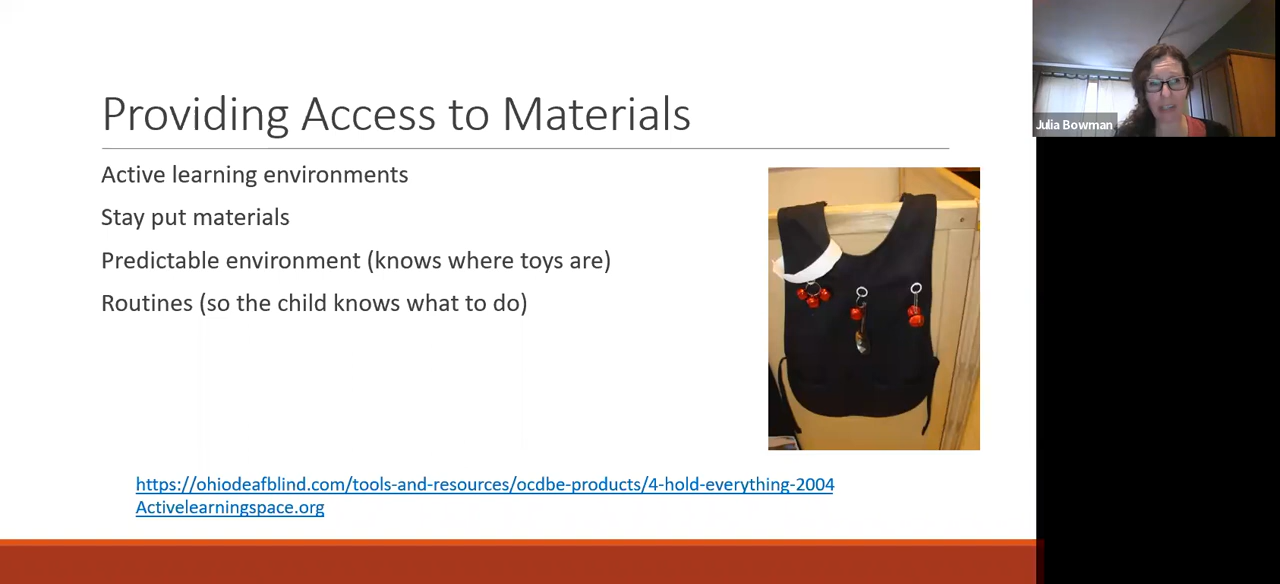 Providing Access to Materials
Active learning environments
Stay put materials
Predictable environment (knows where toys are)
Routines (so the child knows what to do)
https://ohiodeafblind.com/tools-and-resources/ocdbe-products/4-hold-everything-2004
Activelearningspace.org
Julia Bowman